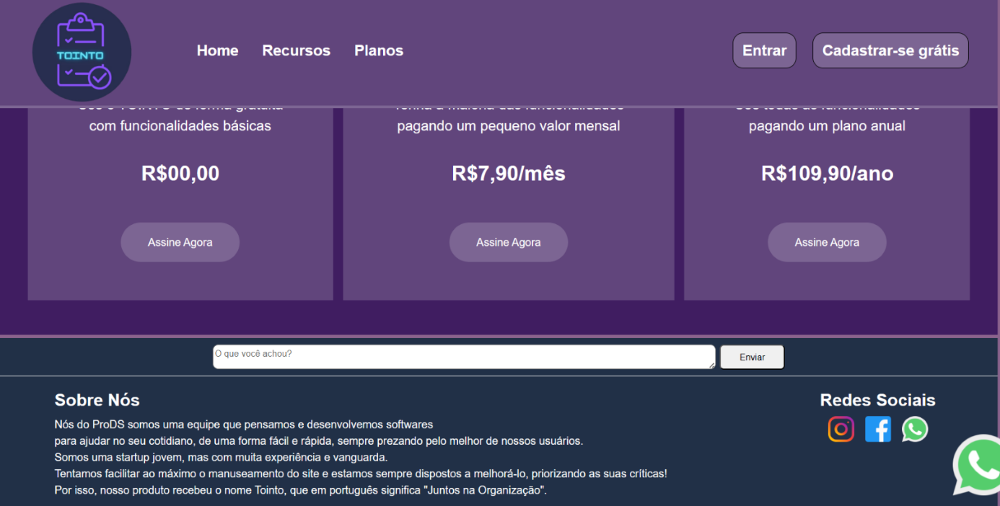 TOINTO
Home Recursos Planos
Entrar Cadastrar-se grátis
com funcionalidades básicas
R$00,00
Assine Agora
pagando um pequeno valor mensal
R$7,90/mês
Assine Agora
pagando um plano anual
R$109,90/ano
Assine Agora
O que você achou?
Enviar
Sobre Nós
Nós do ProDS somos uma equipe que pensamos e desenvolvemos softwares
para ajudar no seu cotidiano, de uma forma fácil e rápida, sempre prezando pelo melhor de nossos usuários.
Somos uma startup jovem, mas com muita experiência e vanguarda.
Tentamos facilitar ao máximo o manuseamento do site e estamos sempre dispostos a melhorá-lo, priorizando as suas críticas!
Por isso, nosso produto recebeu o nome Tointo, que em português significa "Juntos na Organização".
Redes Sociais